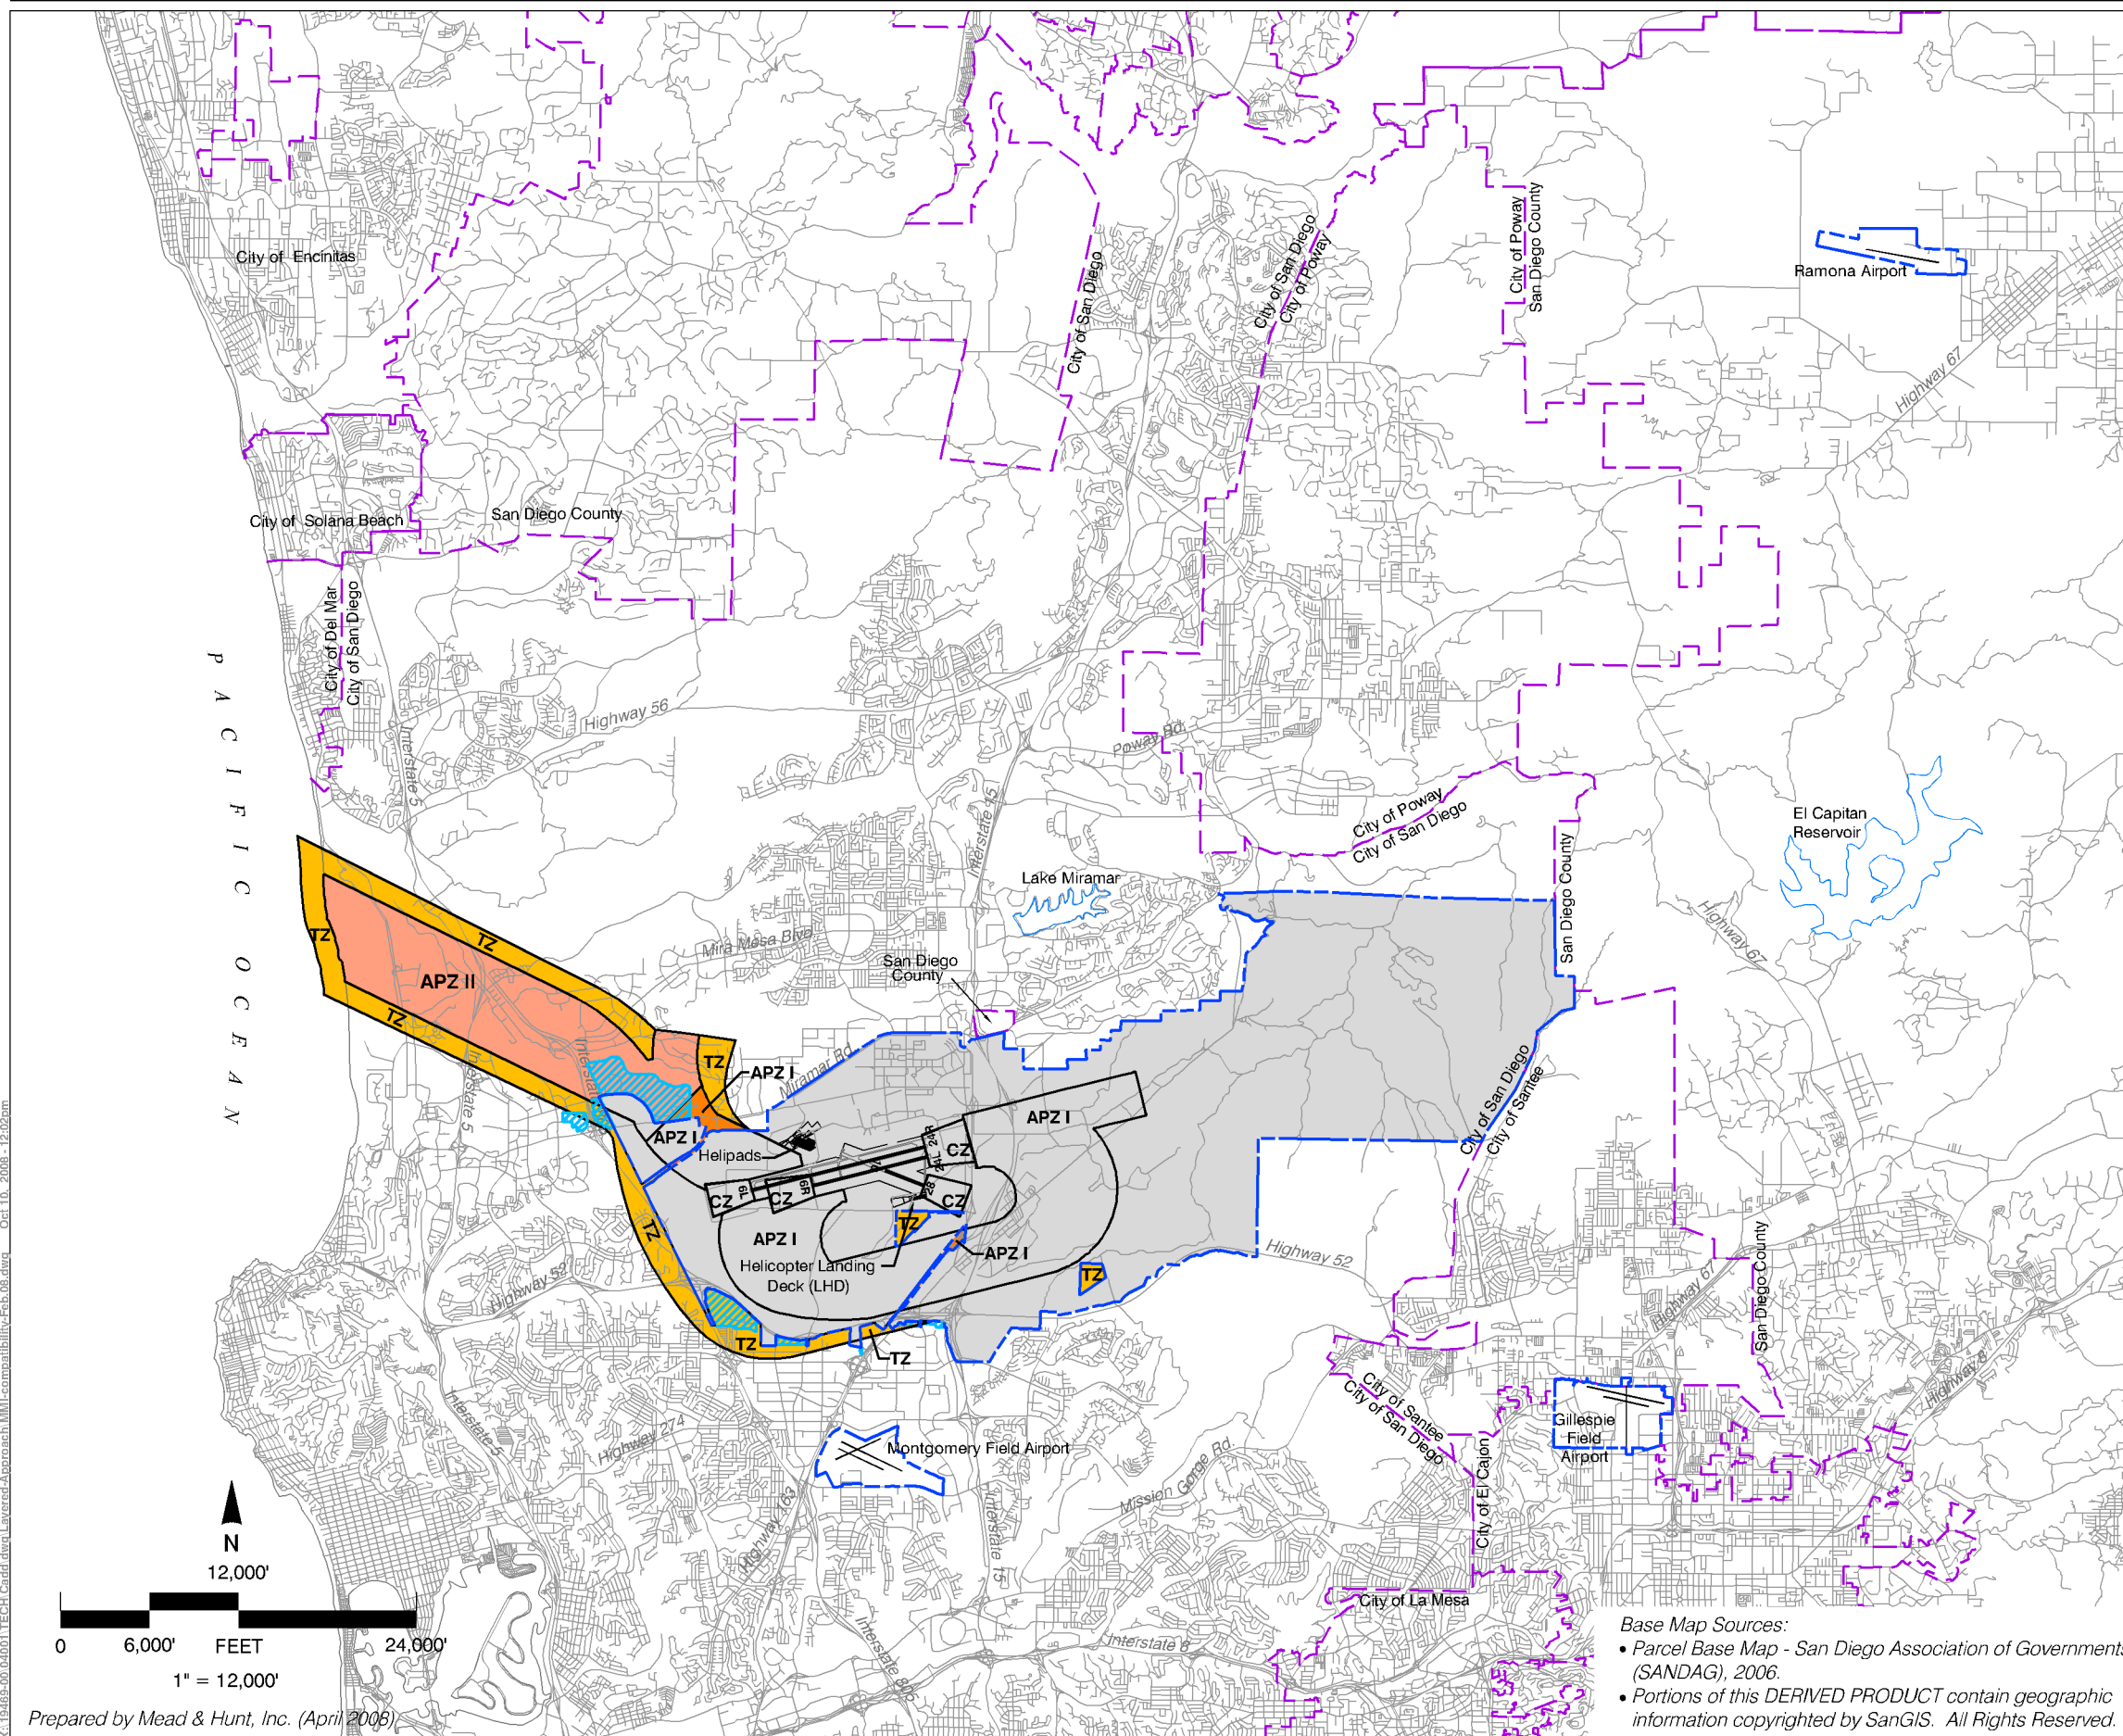 City of Encinitas
City of San Diego
City of San Diego
City of Poway
City of Poway
San Diego County
Ramona Airport
Highway 67
City of Solana Beach
San Diego County
City of Del Mar
City of San Diego
PACIFIC OCEAN
Highway 56
Interstate 5
Poway Rd.
Interstate 15
City of Poway
City of San Diego
El Capitan
Reservoir
Lake Miramar
San Diego County
Highway 67
Mira Mesa Blvd.
San Diego
County
TZ
TZ
APZ II
TZ
Interstate 5
TZ
APZ I
Miramar Rd.
APZ I
APZ I
Helipads
24R
24L
CZ
CZ
6L
CZ
6R
28
CZ
City of San Diego
City of Santee
TZ
TZ
APZ I
APZ I
Helicopter Landing
Deck (LHD)
TZ
Highway 52
Highway 52
TZ
TZ
San Diego County
Highway 67
Highway 8
Interstate 5
Highway 274
Montgomery Field Airport
City of Santee
City of San Diego
Gillespie
Field
Airport
City of El Cajon
Mission Gorge Rd.
Highway 163
Interstate 15
City of La Mesa
Interstate 8
Interstate 805
N
12,000'
0
6,000'
FEET
24,000'
1" = 12,000'
Prepared by Mead & Hunt, Inc. (April 2008)
Base Map Sources:
• Parcel Base Map - San Diego Association of Governments
(SANDAG), 2006.
• Portions of this DERIVED PRODUCT contain geographic
information copyrighted by SanGIS. All Rights Reserved.